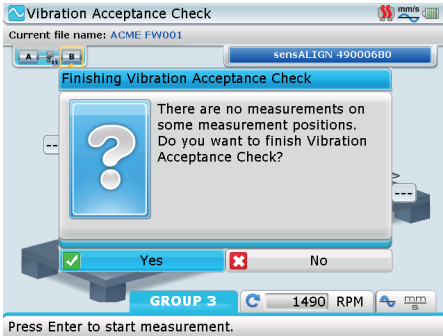 Vibration Acceptance Check
mm/s
Current file name: ACME FW001
A
B
sensALIGN 49000680
Finishing Vibration Acceptance Check
There are no measurements on
some measurement positions.
Do you want to finish Vibration
Acceptance Check?
--
---
Yes
No
GROUP 3
1490 RPM
mm
s
Press Enter to start measurement.